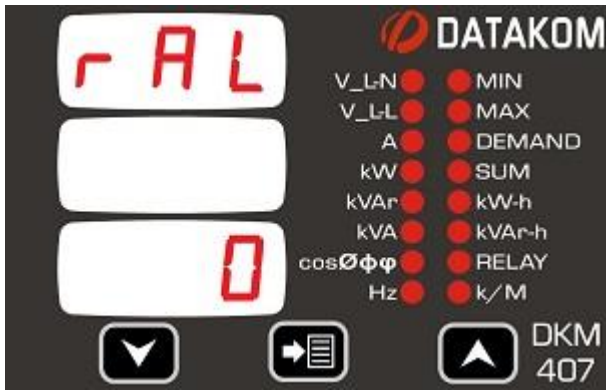 DATAKOM
rAL
V_L-N MIN
V_L-L MAX
A DEMAND
kW SUM
kVAr kW-h
kVA kVAr-h
cosØϕφ RELAY
Hz k/M
0
DKM
407